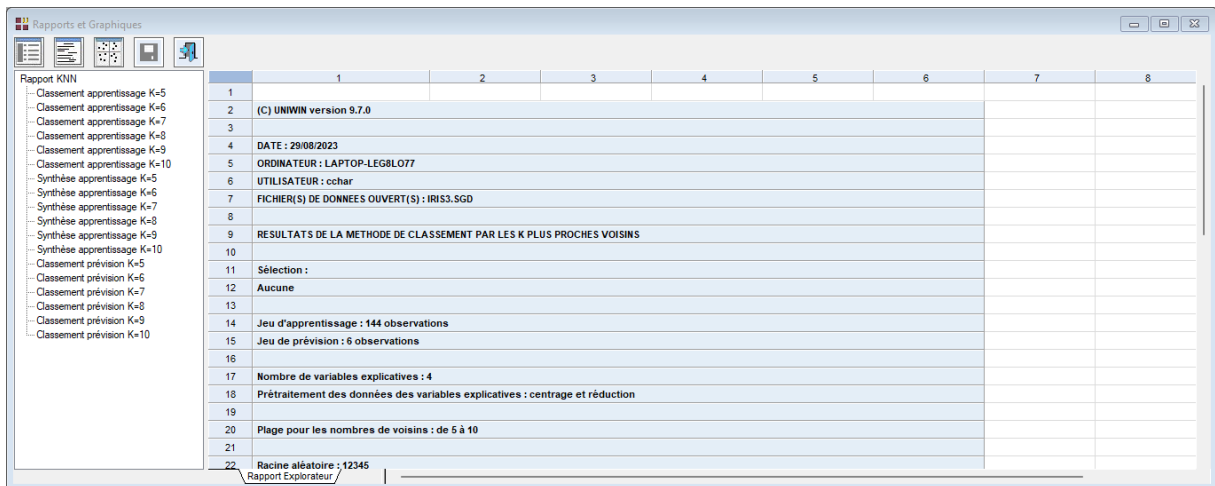 Rapports et Graphiques
Rapport KNN
Classement apprentissage K=5
Classement apprentissage K=6
Classement apprentissage K=7
Classement apprentissage K=8
Classement apprentissage K=9
Classement apprentissage K=10
Synthèse apprentissage K=5
Synthèse apprentissage K=6
Synthèse apprentissage K=7
Synthèse apprentissage K=8
Synthèse apprentissage K=9
Synthèse apprentissage K=10
Classement prévision K=5
Classement prévision K=6
Classement prévision K=7
Classement prévision K=8
Classement prévision K=9
Classement prévision K=10
1 2 3 4 5 6 7 8
1
2 (C) UNIWIN version 9.7.0
3
4 DATE : 29/08/2023
5 ORDINATEUR : LAPTOP-LEG8LO77
6 UTILISATEUR : cchar
7 FICHIER(S) DE DONNEES OUVERT(S) : IRIS3.SGD
8
9 RESULTATS DE LA METHODE DE CLASSEMENT PAR LES K PLUS PROCHES VOISINS
10
11 Sélection :
12 Aucune
13
14 Jeu d'apprentissage : 144 observations
15 Jeu de prévision : 6 observations
16
17 Nombre de variables explicatives : 4
18 Prétraitement des données des variables explicatives : centrage et réduction
19
20 Plage pour les nombres de voisins : de 5 à 10
21
22 Racine aléatoire : 12345
Rapport Explorateur